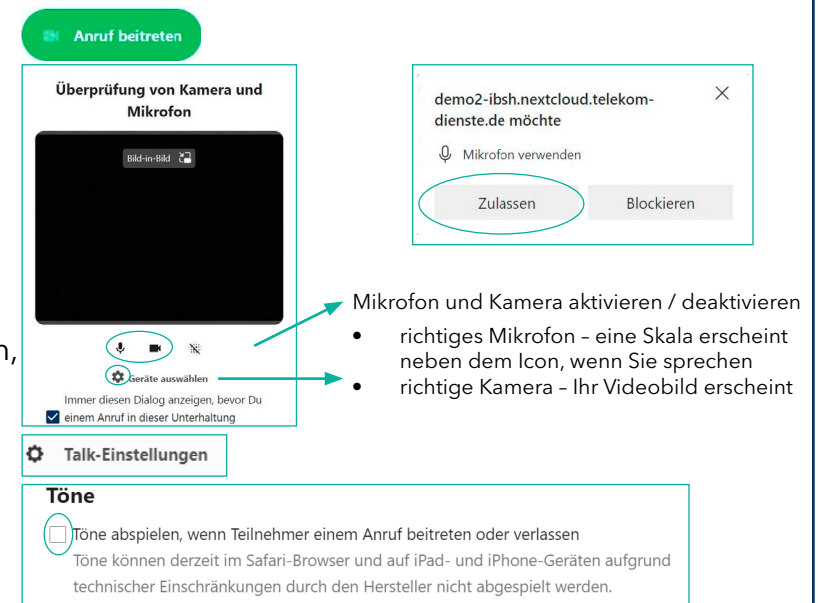 Anruf beitreten
Überprüfung von Kamera und
Mikrofon
Bild-in-Bild
demo2-ibsh.nextcloud.telekom-
dienste.de möchte
Mikrofon verwenden
Zulassen
Blockieren
n,
Geräte auswählen
Immer diesen Dialog anzeigen, bevor Du
einem Anruf in dieser Unterhaltung
Mikrofon und Kamera aktivieren / deaktivieren
• richtiges Mikrofon – eine Skala erscheint
neben dem Icon, wenn Sie sprechen
• richtige Kamera – Ihr Videobild erscheint
Talk-Einstellungen
Töne
Töne abspielen, wenn Teilnehmer einem Anruf beitreten oder verlassen
Töne können derzeit im Safari-Browser und auf iPad- und iPhone-Geräten aufgrund
technischer Einschränkungen durch den Hersteller nicht abgespielt werden.